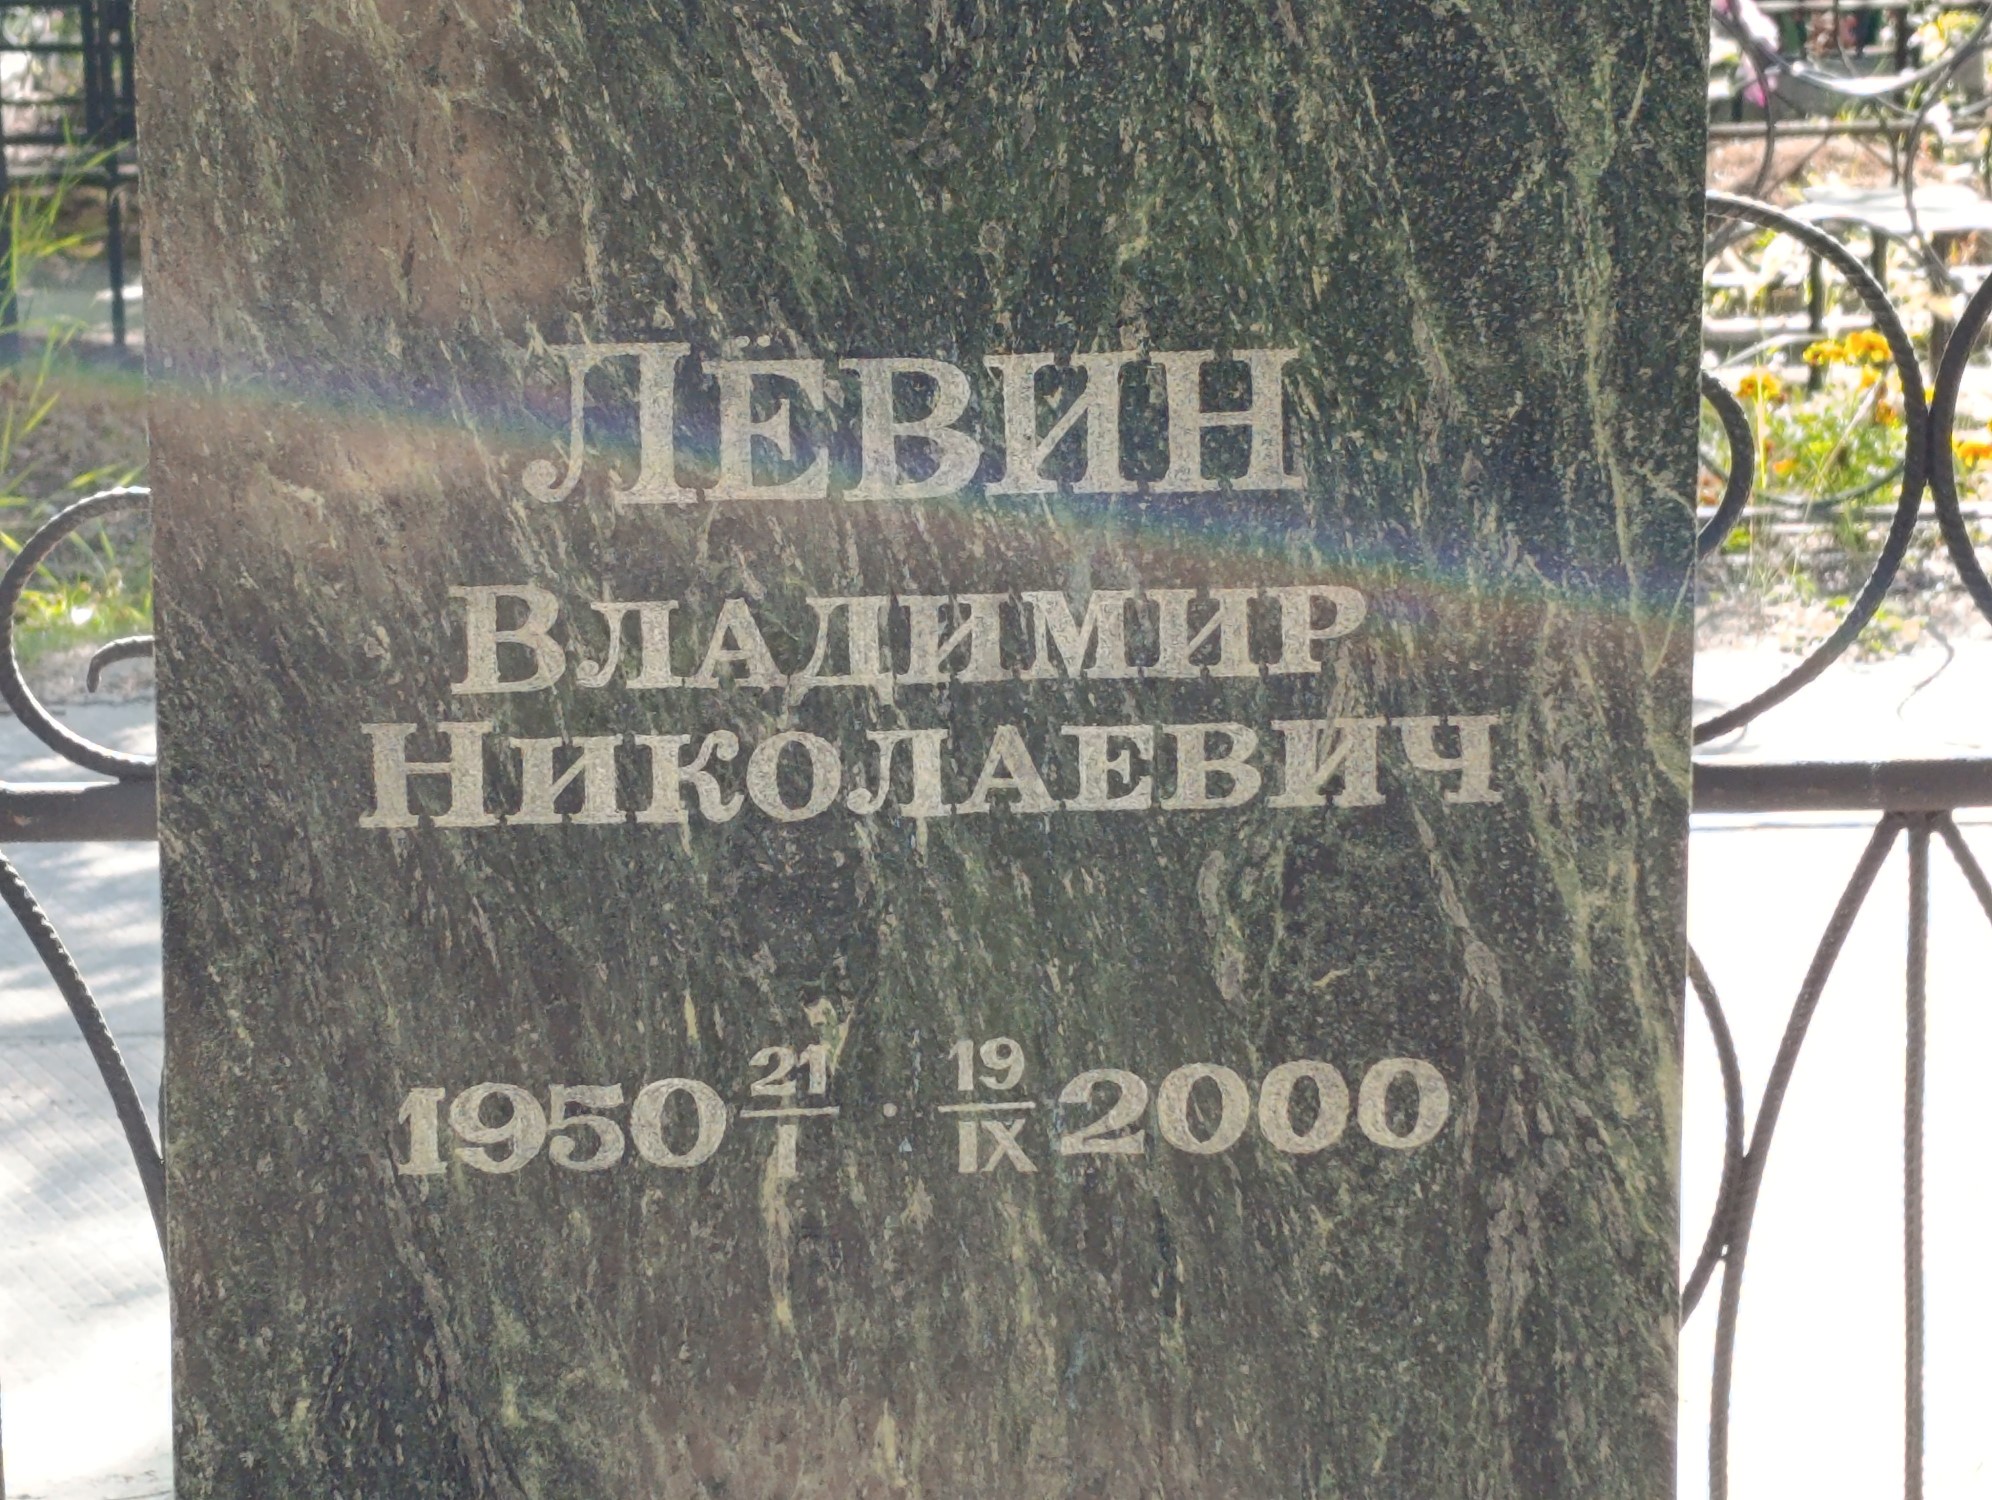 ЛЁВИН
ВЛАДИМИР
НИКОЛАЕВИЧ
1950 21/I · 19/IX 2000